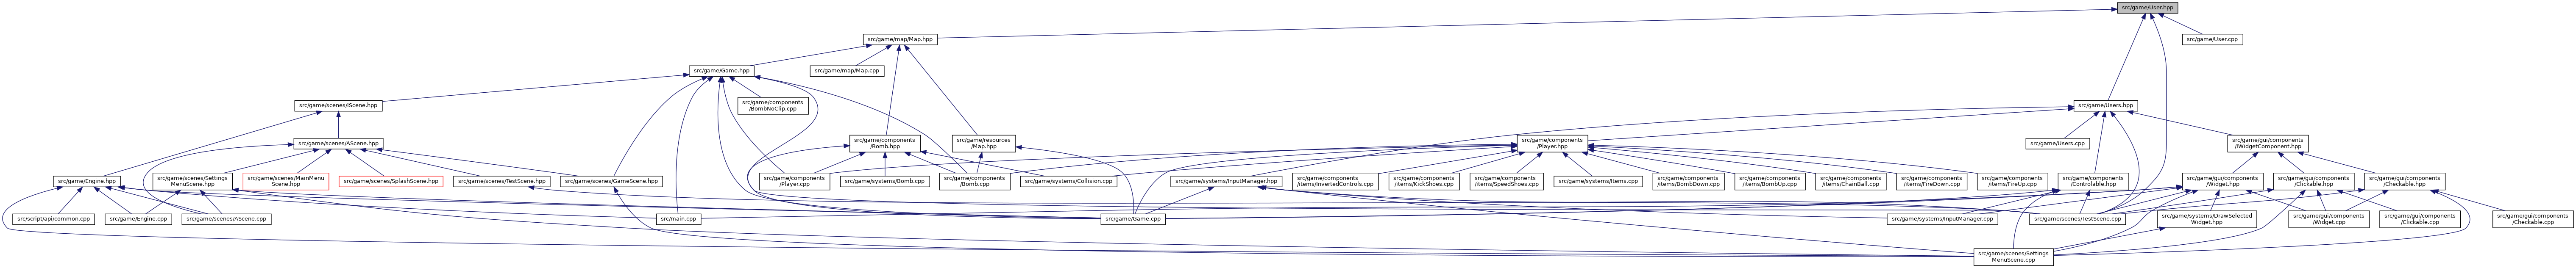 src/game/User.hpp
src/game/map/Map.hpp
src/game/User.cpp
src/game/Game.hpp
src/game/map/Map.cpp
src/game/scenes/IScene.hpp
src/game/components
/BombNoClip.cpp
src/game/Users.hpp
src/game/scenes/AScene.hpp
src/game/components
/Bomb.hpp
src/game/resources
/Map.hpp
src/game/components
/Player.hpp
src/game/Users.cpp
src/game/gui/components
/IWidgetComponent.hpp
src/game/Engine.hpp
src/game/scenes/Settings
MenuScene.hpp
src/game/scenes/MainMenu
Scene.hpp
src/game/scenes/SplashScene.hpp
src/game/scenes/TestScene.hpp
src/game/scenes/GameScene.hpp
src/game/components
/Player.cpp
src/game/systems/Bomb.cpp
src/game/components
/Bomb.cpp
src/game/systems/Collision.cpp
src/game/systems/InputManager.hpp
src/game/components
/items/InvertedControls.cpp
src/game/components
/items/KickShoes.cpp
src/game/components
/items/SpeedShoes.cpp
src/game/systems/Items.cpp
src/game/components
/items/BombDown.cpp
src/game/components
/items/BombUp.cpp
src/game/components
/items/ChainBall.cpp
src/game/components
/items/FireDown.cpp
src/game/components
/items/FireUp.cpp
src/game/components
/Controlable.hpp
src/game/gui/components
/Widget.hpp
src/game/gui/components
/Clickable.hpp
src/game/gui/components
/Checkable.hpp
src/script/api/common.cpp
src/game/Engine.cpp
src/game/scenes/AScene.cpp
src/main.cpp
src/game/Game.cpp
src/game/systems/InputManager.cpp
src/game/scenes/TestScene.cpp
src/game/systems/DrawSelected
Widget.hpp
src/game/gui/components
/Widget.cpp
src/game/gui/components
/Clickable.cpp
src/game/gui/components
/Checkable.cpp
src/game/scenes/Settings
MenuScene.cpp